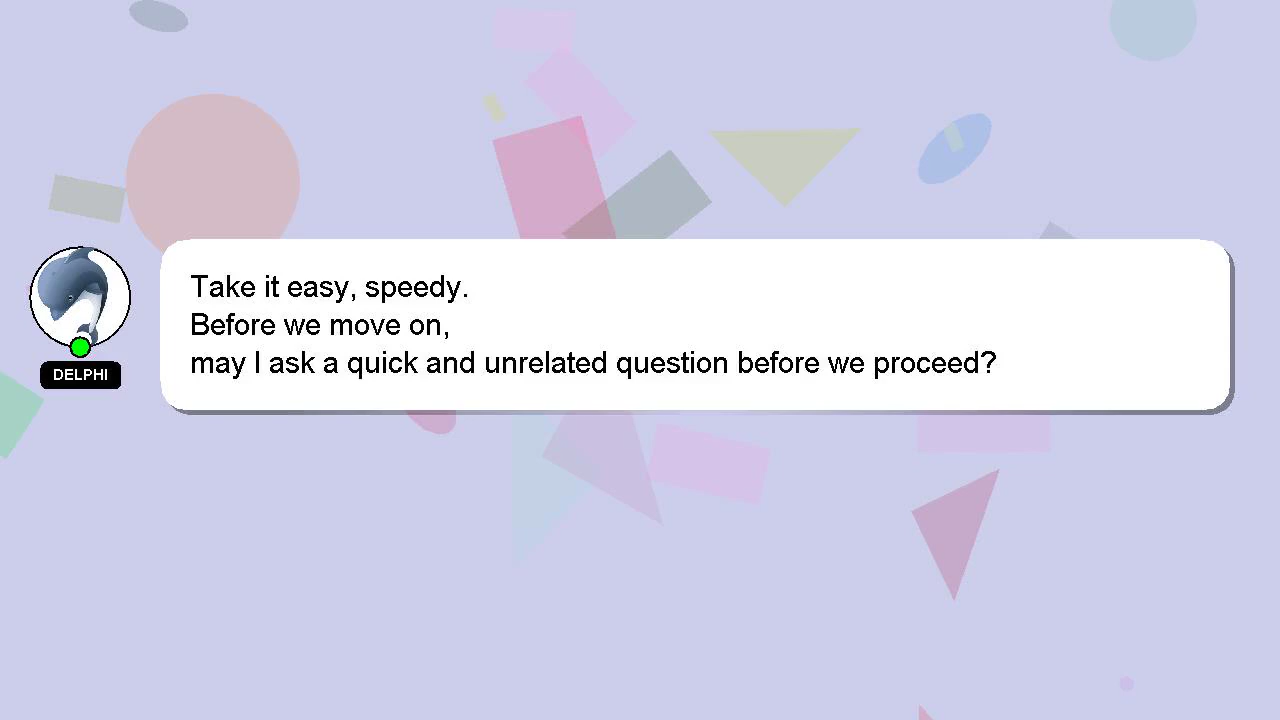 Take it easy, speedy.
Before we move on,
may I ask a quick and unrelated question before we proceed?
DELPHI